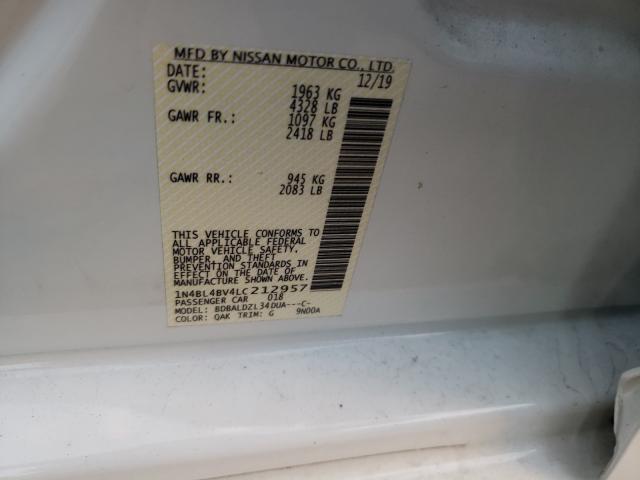 MFD BY NISSAN MOTOR CO., LTD.
DATE: 12/19
GVWR: 1963 KG
4328 LB
GAWR FR.: 1097 KG
2418 LB
GAWR RR.: 945 KG
2083 LB
THIS VEHICLE CONFORMS TO
ALL APPLICABLE FEDERAL
MOTOR VEHICLE SAFETY,
BUMPER, AND THEFT
PREVENTION STANDARDS IN
EFFECT ON THE DATE OF
MANUFACTURE SHOWN ABOVE.
1N4BL4BV4LC212957
PASSENGER CAR 018
MODEL: BDBALDZL34DUA---C-
COLOR: QAK TRIM: G 9N00A